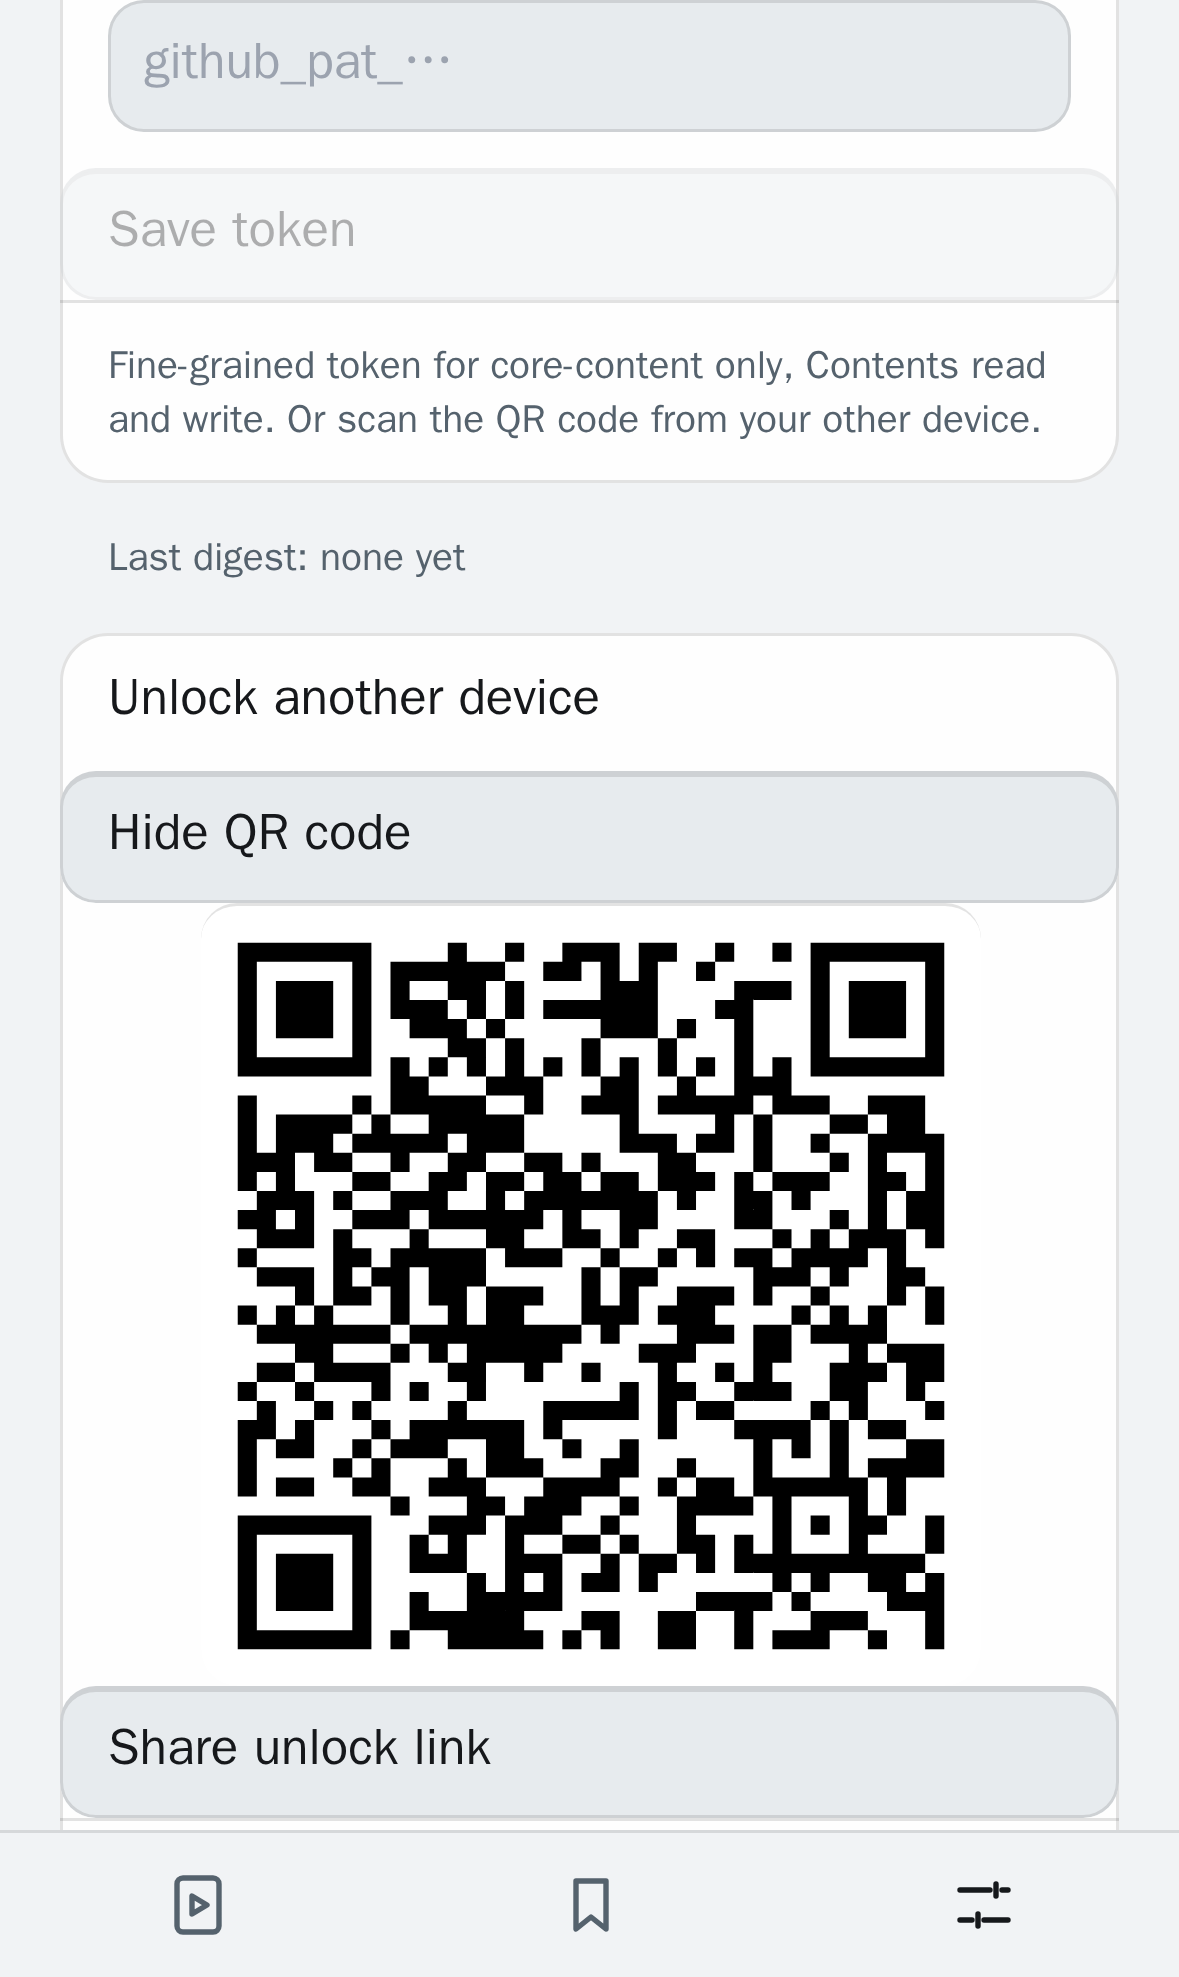 github_pat_···
Save token
Fine-grained token for core-content only, Contents read
and write. Or scan the QR code from your other device.
Last digest: none yet
Unlock another device
Hide QR code
Share unlock link